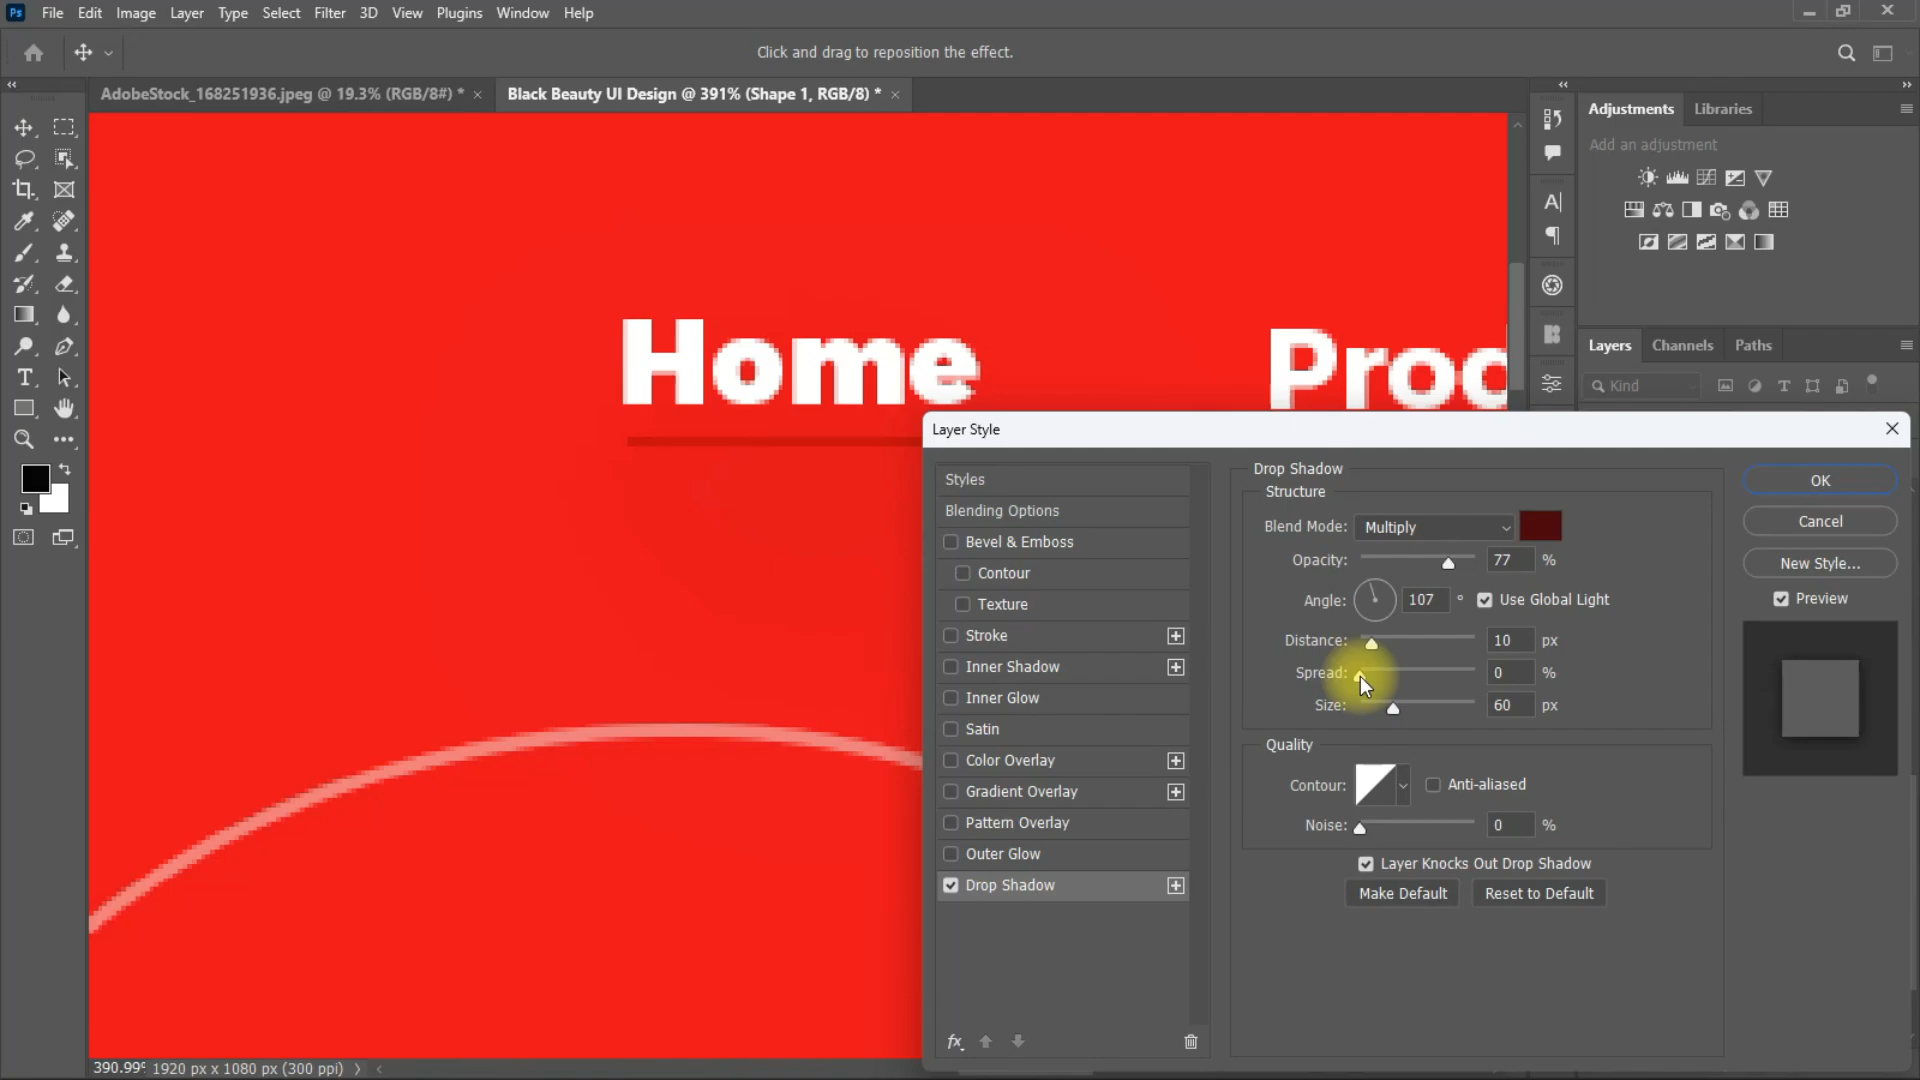 Ps File Edit Image Layer Type Select Filter 3D View Plugins Window Help
Click and drag to reposition the effect.
AdobeStock_168251936.jpeg @ 19.3% (RGB/8#) * ×
Black Beauty UI Design @ 391% (Shape 1, RGB/8) * ×
Adjustments Libraries
Add an adjustment
Layers Channels Paths
Kind
Home
Layer Style
Styles
Blending Options
Bevel & Emboss
Contour
Texture
Stroke
Inner Shadow
Inner Glow
Satin
Color Overlay
Gradient Overlay
Pattern Overlay
Outer Glow
Drop Shadow
fx
Drop Shadow
Structure
Blend Mode: Multiply
Opacity: 77 %
Angle: 107 ° Use Global Light
Distance: 10 px
Spread: 0 %
Size: 60 px
Quality
Contour: Anti-aliased
Noise: 0 %
Layer Knocks Out Drop Shadow
Make Default Reset to Default
OK
Cancel
New Style...
Preview
390.99% 1920 px x 1080 px (300 ppi)